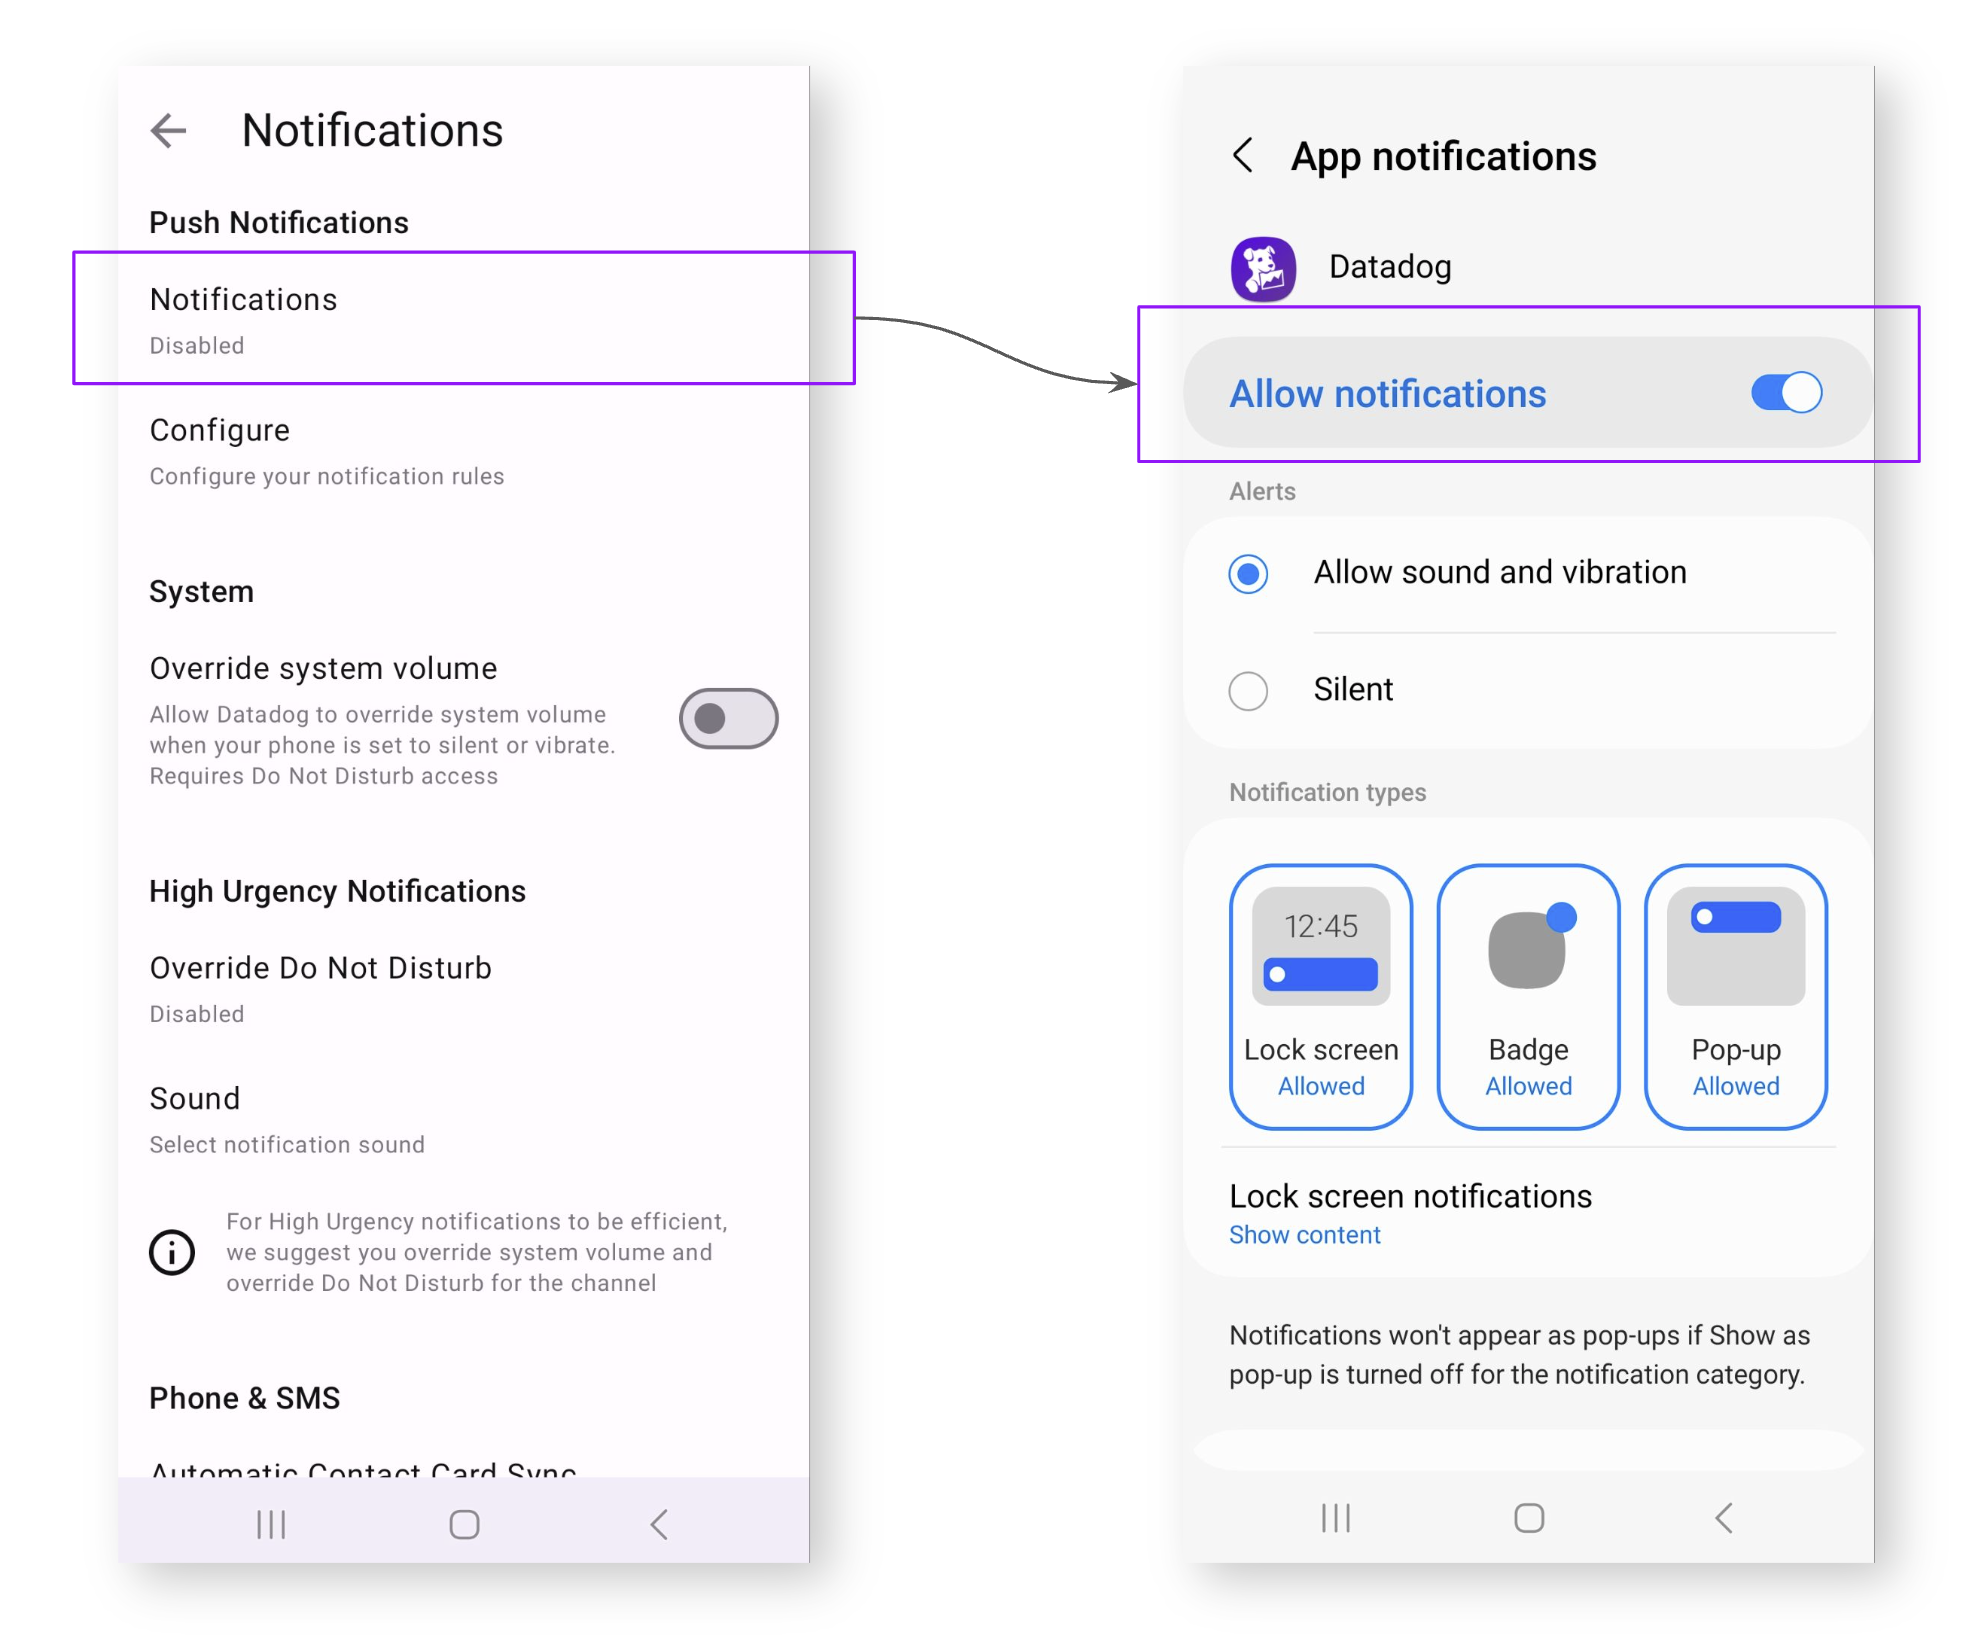 Notifications
Push Notifications
Notifications
Disabled
Configure
Configure your notification rules
System
Override system volume
Allow Datadog to override system volume
when your phone is set to silent or vibrate.
Requires Do Not Disturb access
High Urgency Notifications
Override Do Not Disturb
Disabled
Sound
Select notification sound
For High Urgency notifications to be efficient,
we suggest you override system volume and
override Do Not Disturb for the channel
Phone & SMS
Automatic Contact Card Sync
App notifications
Datadog
Allow notifications
Alerts
Allow sound and vibration
Silent
Notification types
12:45
Lock screen
Allowed
Badge
Allowed
Pop-up
Allowed
Lock screen notifications
Show content
Notifications won't appear as pop-ups if Show as
pop-up is turned off for the notification category.